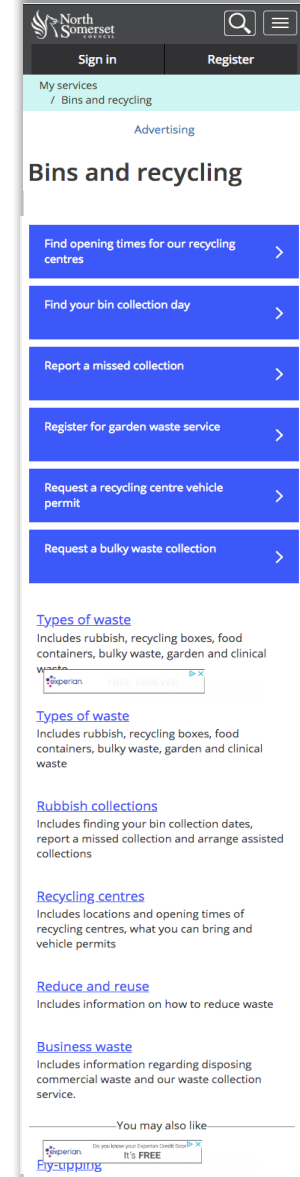 North
Somerset
COUNCIL
Sign in
Register
My services
/ Bins and recycling
Advertising
Bins and recycling
Find opening times for our recycling
centres
Find your bin collection day
Report a missed collection
Register for garden waste service
Request a recycling centre vehicle
permit
Request a bulky waste collection
Types of waste
Includes rubbish, recycling boxes, food
containers, bulky waste, garden and clinical
waste
experian.
FREE. FOREVER.
Types of waste
Includes rubbish, recycling boxes, food
containers, bulky waste, garden and clinical
waste
Rubbish collections
Includes finding your bin collection dates,
report a missed collection and arrange assisted
collections
Recycling centres
Includes locations and opening times of
recycling centres, what you can bring and
vehicle permits
Reduce and reuse
Includes information on how to reduce waste
Business waste
Includes information regarding disposing
commercial waste and our waste collection
service.
You may also like
experian.
Do you know your Experian Credit Scor
It's FREE
Fly-tipping